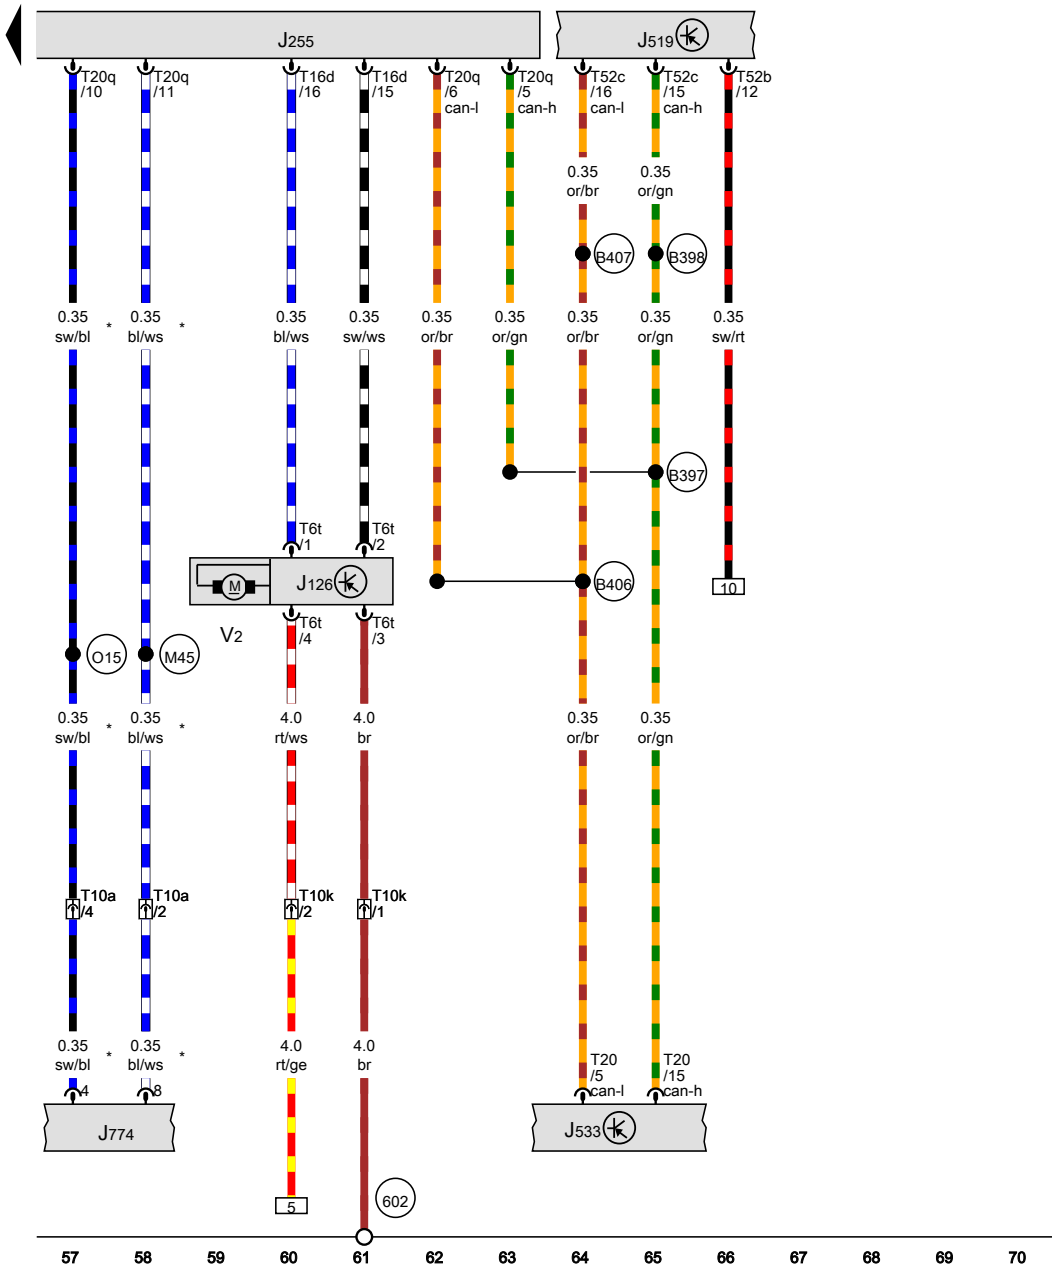 J255
J519
T20q
/10
T20q
/11
T16d
/16
T16d
/15
T20q
/6
can-l
T20q
/5
can-h
T52c
/16
can-l
T52c
/15
can-h
T52b
/12
0.35
or/br
0.35
or/gn
B407
B398
0.35
sw/bl
*
0.35
bl/ws
*
0.35
bl/ws
0.35
sw/ws
0.35
or/br
0.35
or/gn
0.35
or/br
0.35
or/gn
0.35
sw/rt
B397
T6t
/1
T6t
/2
M
J126
B406
10
V2
T6t
/4
T6t
/3
O15
M45
0.35
sw/bl
*
0.35
bl/ws
*
4.0
rt/ws
4.0
br
0.35
or/br
0.35
or/gn
T10a
/4
T10a
/2
T10k
/2
T10k
/1
0.35
sw/bl
*
0.35
bl/ws
*
4.0
rt/ge
4.0
br
T20
/5
can-l
T20
/15
can-h
4
8
J774
J533
5
602
57 58 59 60 61 62 63 64 65 66 67 68 69 70